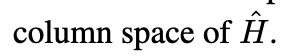 column space of Ĥ.